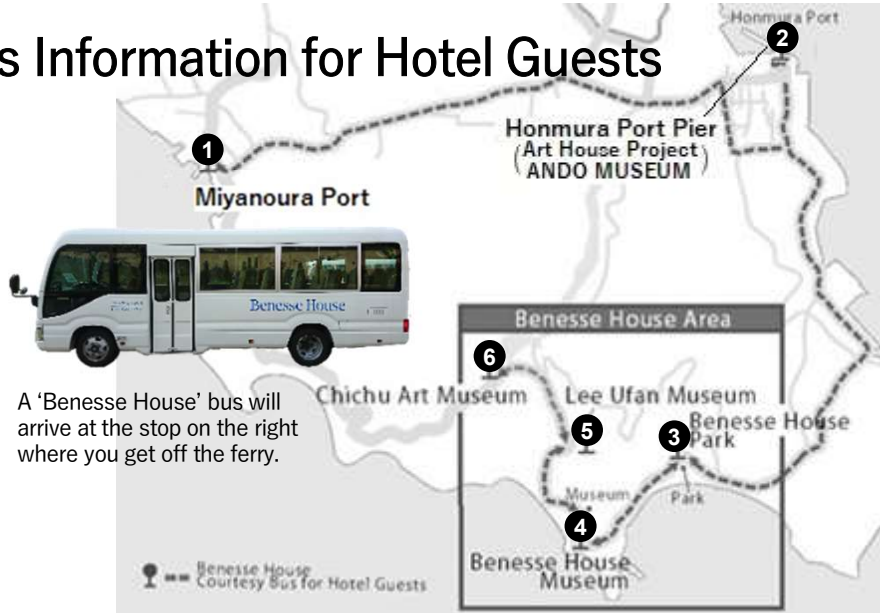 s Information for Hotel Guests
Honmura Port
2
Honmura Port Pier
(Art House Project)
ANDO MUSEUM
1
Miyanoura Port
Benesse House
A ‘Benesse House’ bus will
arrive at the stop on the right
where you get off the ferry.
Benesse House Area
6
Chichu Art Museum
Lee Ufan Museum
5
3
Benesse House
Park
Park
Museum
4
Benesse House
Museum
Benesse House
Courtesy Bus for Hotel Guests